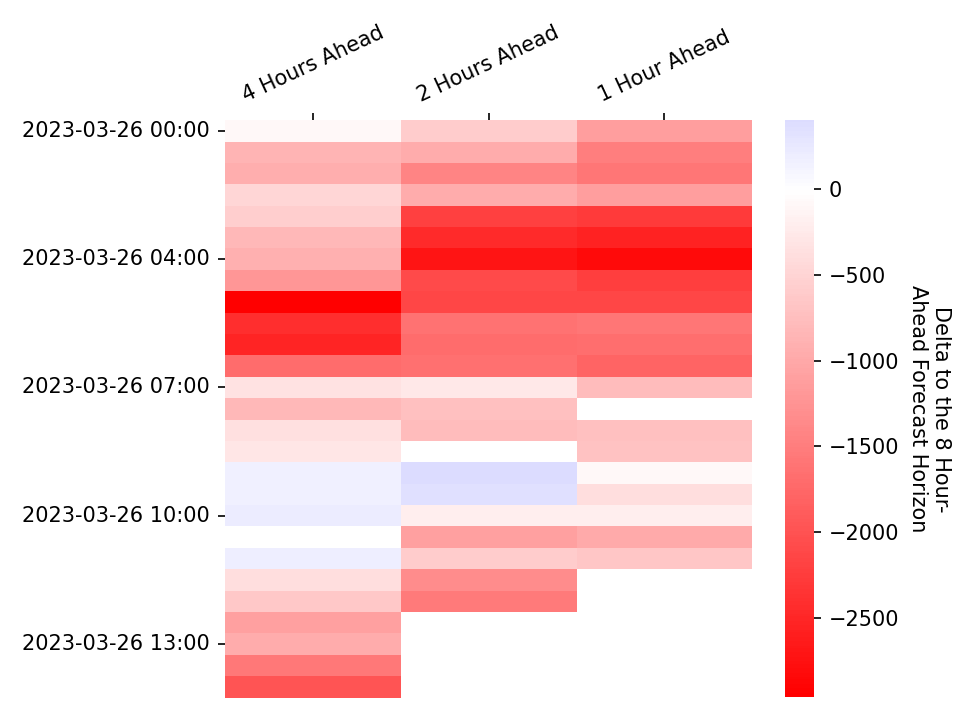 4 Hours Ahead
2 Hours Ahead
1 Hour Ahead
2023-03-26 00:00
2023-03-26 04:00
2023-03-26 07:00
2023-03-26 10:00
2023-03-26 13:00
0
−500
−1000
−1500
−2000
−2500
Delta to the 8 Hour-
Ahead Forecast Horizon